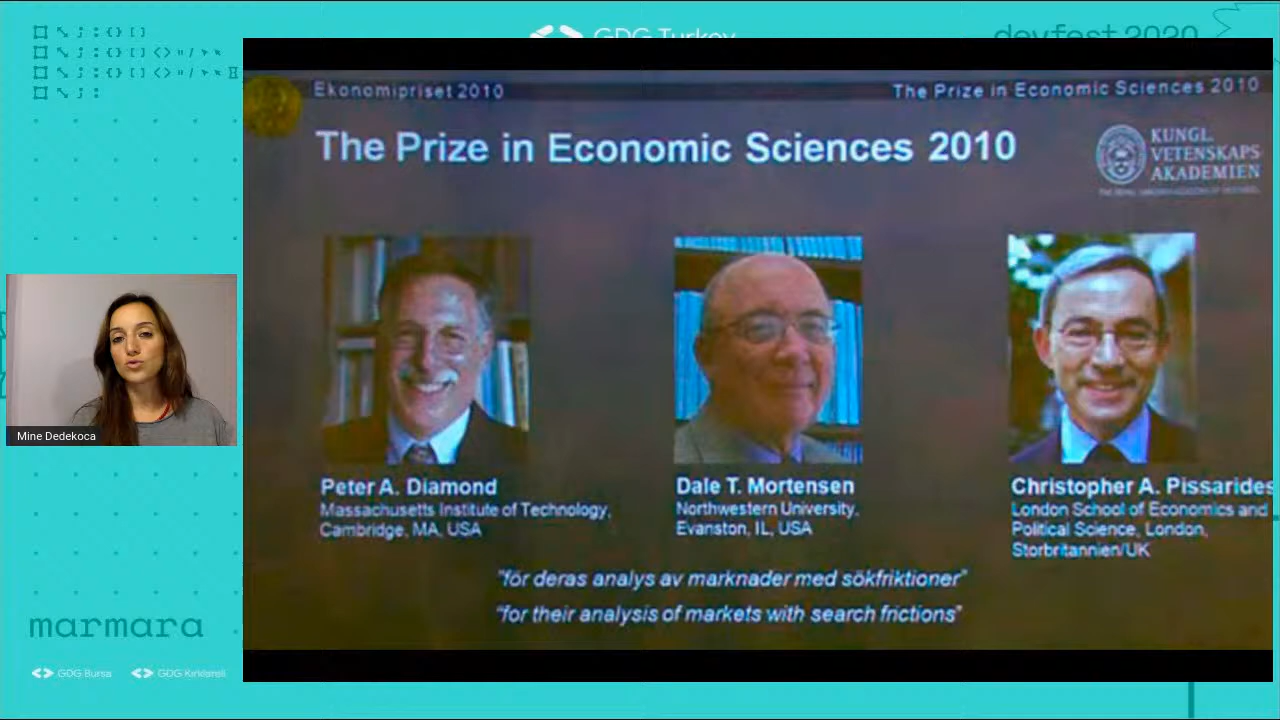 GDG Turkey
devfest 2020
Ekonomipriset 2010
The Prize in Economic Sciences 2010
The Prize in Economic Sciences 2010
KUNGL.
VETENSKAPS-
AKADEMIEN
Mine Dedekoca
Peter A. Diamond
Massachusetts Institute of Technology,
Cambridge, MA, USA
Dale T. Mortensen
Northwestern University,
Evanston, IL, USA
Christopher A. Pissarides
London School of Economics and
Political Science, London,
Storbritannien/UK
"för deras analys av marknader med sökfriktioner"
"for their analysis of markets with search frictions"
marmara
GDG Bursa
GDG Kırklareli